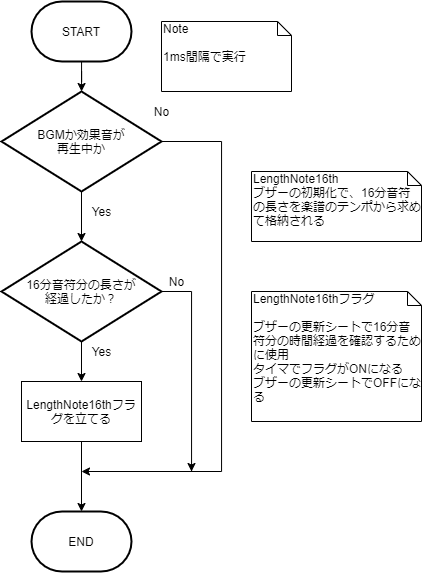 START
Note
1ms間隔で実行
No
BGMか効果音が
再生中か
LengthNote16th
ブザーの初期化で、16分音符
の長さを楽譜のテンポから求め
て格納される
Yes
16分音符分の長さが
経過したか？
No
LengthNote16thフラグ
ブザーの更新シートで16分音
符分の時間経過を確認するため
に使用
タイマでフラグがONになる
ブザーの更新シートでOFFにな
る
Yes
LengthNote16thフラ
グを立てる
END